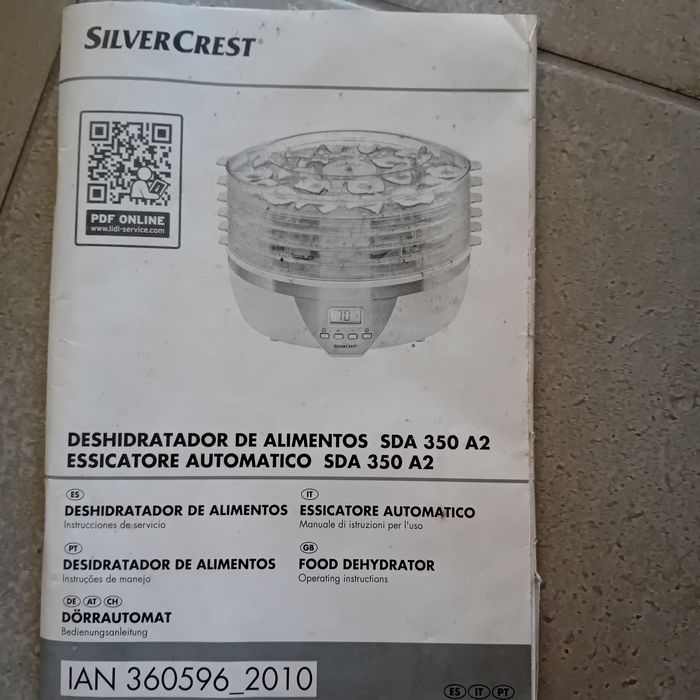 SILVERCREST®
PDF ONLINE
www.lidl-service.com
70
SILVERCREST
DESHIDRATADOR DE ALIMENTOS SDA 350 A2
ESSICATORE AUTOMATICO SDA 350 A2
ES
DESHIDRATADOR DE ALIMENTOS
Instrucciones de servicio
IT
ESSICATORE AUTOMATICO
Manuale di istruzioni per l'uso
PT
DESIDRATADOR DE ALIMENTOS
Instruções de manejo
GB
FOOD DEHYDRATOR
Operating instructions
DE AT CH
DÖRRAUTOMAT
Bedienungsanleitung
IAN 360596_2010
ES IT PT